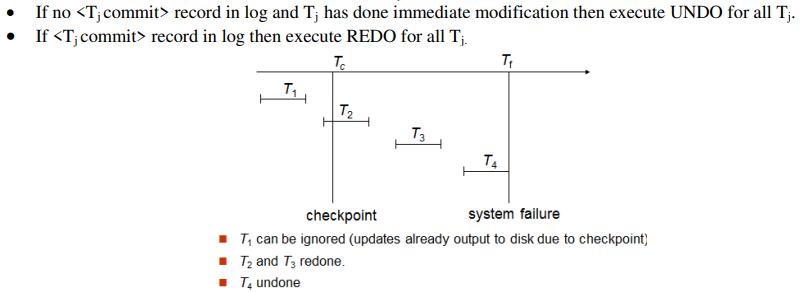 • If no <Tj commit> record in log and Tj has done immediate modification then execute UNDO for all Tj.
• If <Tj commit> record in log then execute REDO for all Tj.
Tc Tf
T1
T2
T3
T4
checkpoint system failure
■ T1 can be ignored (updates already output to disk due to checkpoint)
■ T2 and T3 redone.
■ T4 undone